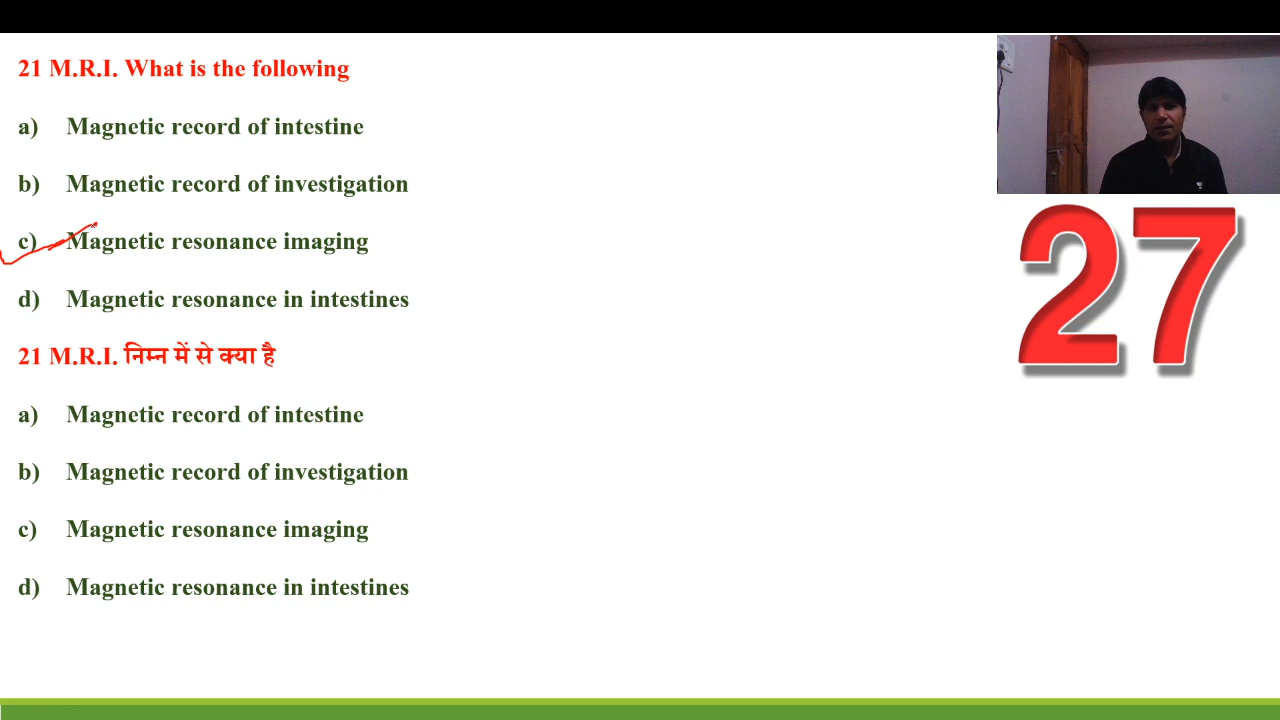 21 M.R.I. What is the following
a) Magnetic record of intestine
b) Magnetic record of investigation
c) Magnetic resonance imaging
d) Magnetic resonance in intestines
21 M.R.I. निम्न में से क्या है
a) Magnetic record of intestine
b) Magnetic record of investigation
c) Magnetic resonance imaging
d) Magnetic resonance in intestines
27